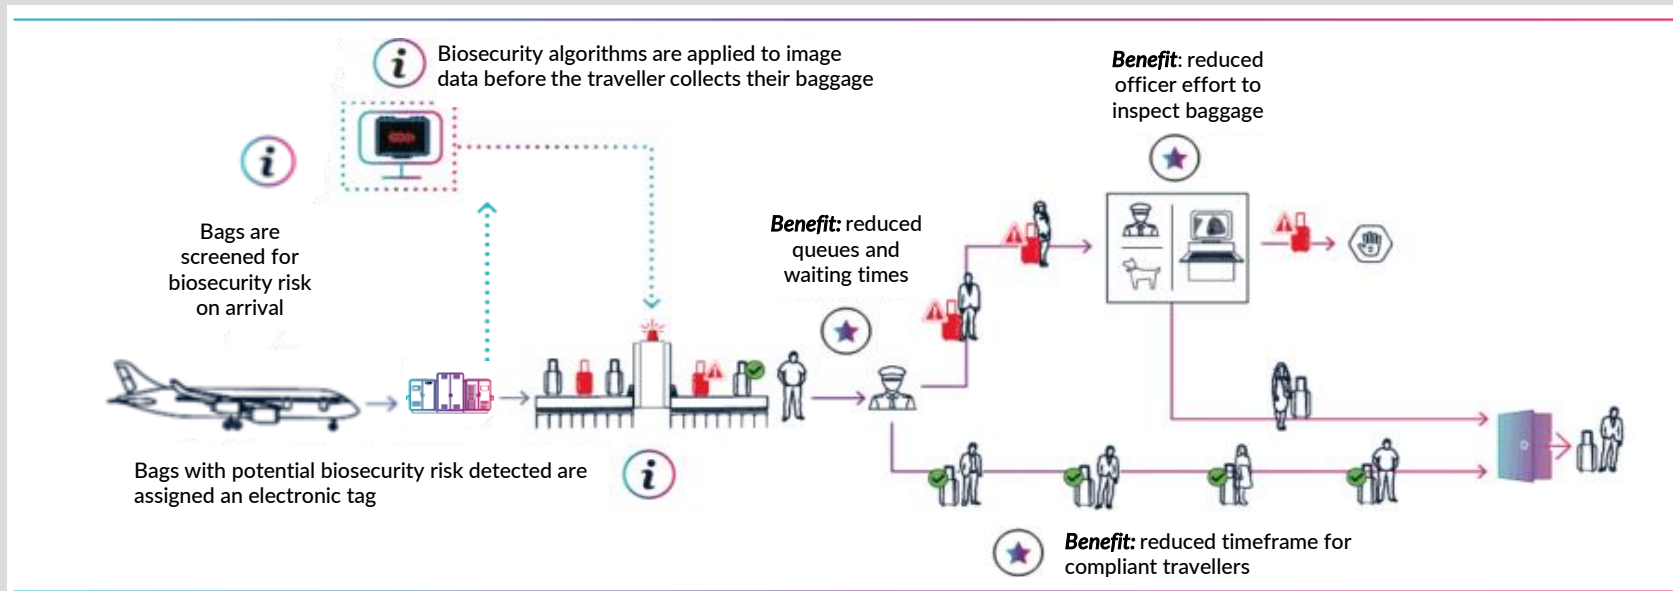 Biosecurity algorithms are applied to image
data before the traveller collects their baggage
Bags are
screened for
biosecurity risk
on arrival
Bags with potential biosecurity risk detected are
assigned an electronic tag
Benefit: reduced
queues and
waiting times
Benefit: reduced
officer effort to
inspect baggage
Benefit: reduced timeframe for
compliant travellers